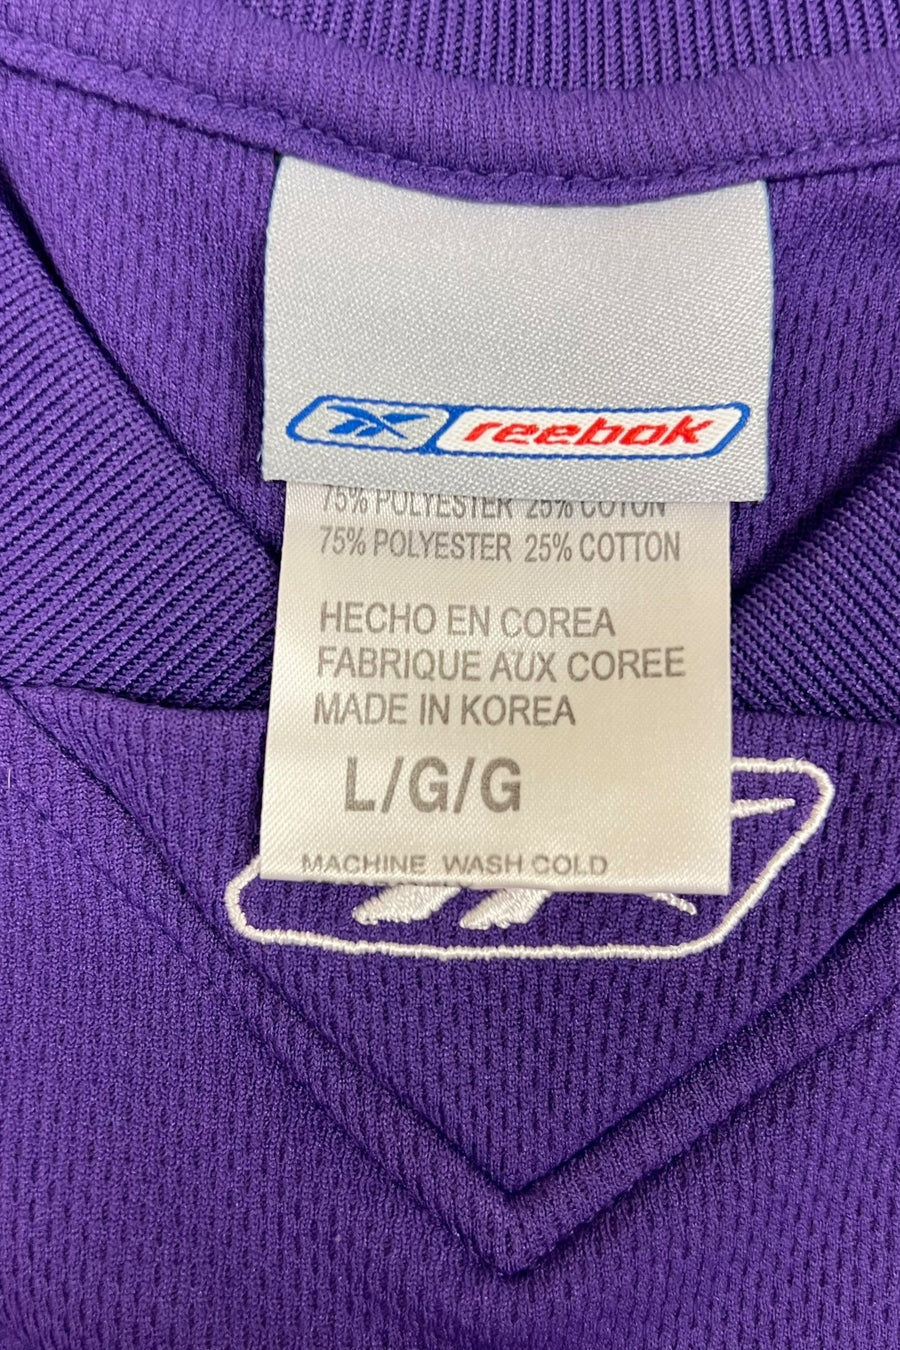 reebok
75% POLYESTER 25% COTON
75% POLYESTER 25% COTTON
HECHO EN COREA
FABRIQUE AUX COREE
MADE IN KOREA
L/G/G
MACHINE WASH COLD